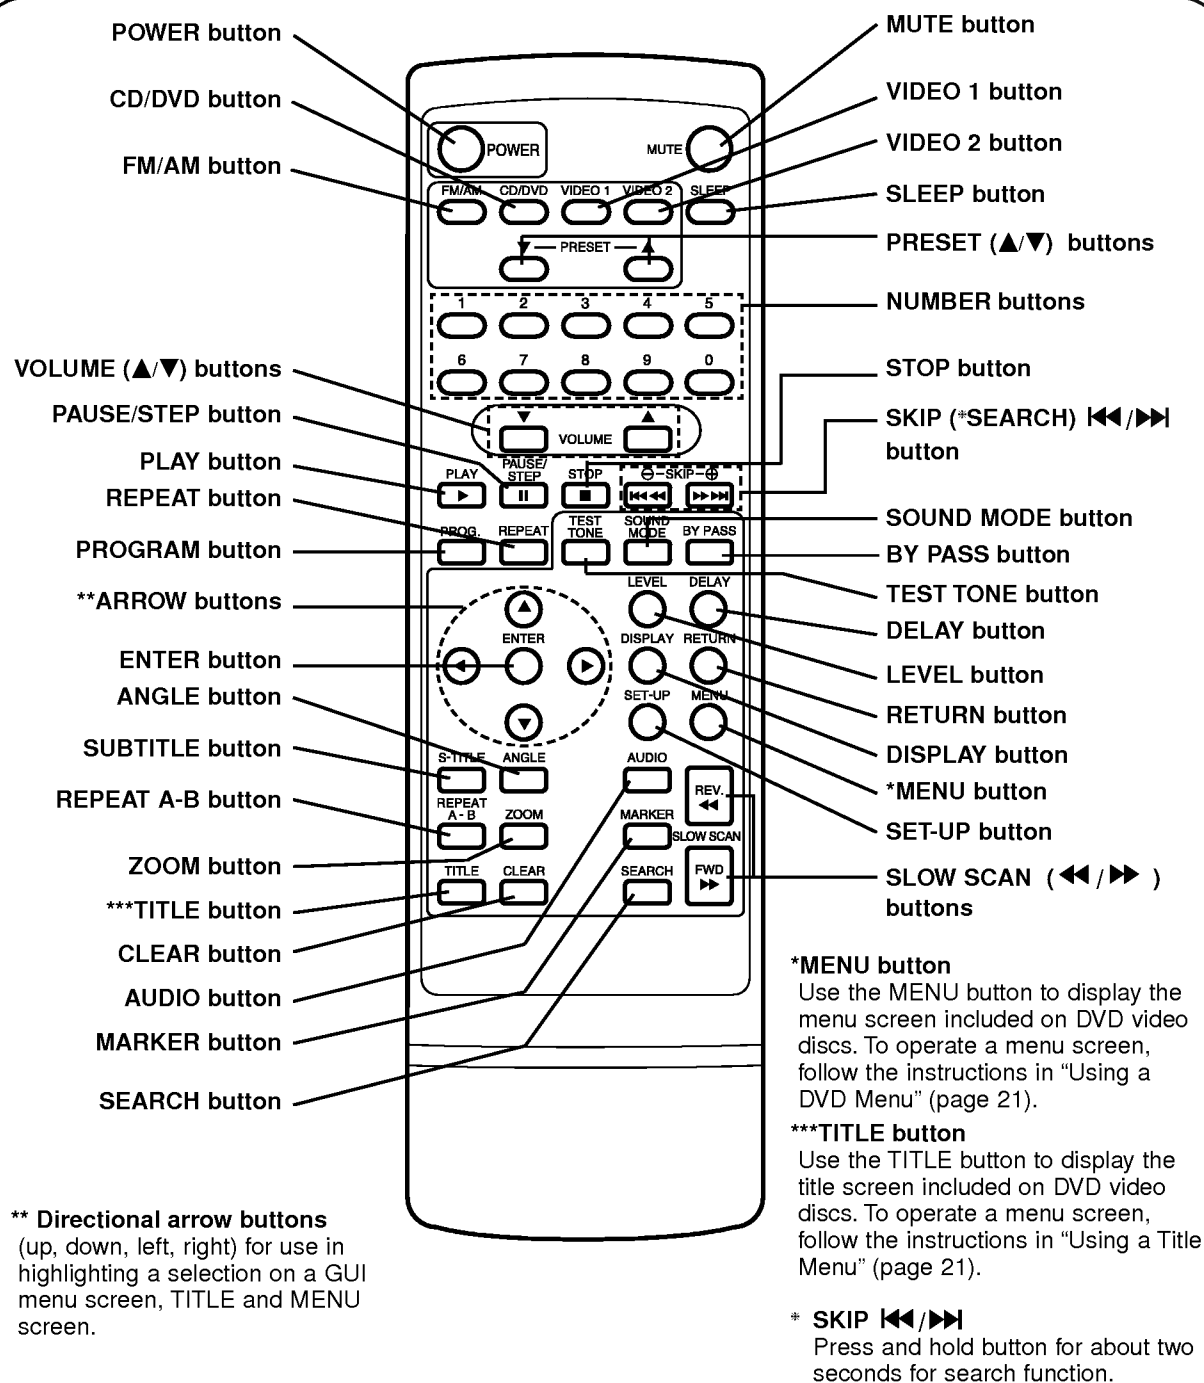 POWER button
CD/DVD button
FM/AM button
VOLUME (▲/▼) buttons
PAUSE/STEP button
PLAY button
REPEAT button
PROGRAM button
**ARROW buttons
ENTER button
ANGLE button
SUBTITLE button
REPEAT A-B button
ZOOM button
***TITLE button
CLEAR button
AUDIO button
MARKER button
SEARCH button
POWER
MUTE
FM/AM CD/DVD VIDEO 1 VIDEO 2 SLEEP
▼ PRESET ▲
1 2 3 4 5
6 7 8 9 0
▼ VOLUME ▲
PLAY PAUSE/ STEP STOP ⊖-SKIP-⊕
PROG. REPEAT TEST TONE SOUND MODE BY PASS
LEVEL DELAY
ENTER DISPLAY RETURN
SET-UP MENU
S-TITLE ANGLE AUDIO REV. ◀◀
REPEAT A - B ZOOM MARKER SLOW SCAN
TITLE CLEAR SEARCH FWD ▶▶
MUTE button
VIDEO 1 button
VIDEO 2 button
SLEEP button
PRESET (▲/▼) buttons
NUMBER buttons
STOP button
SKIP (*SEARCH) |◀◀/▶▶|
button
SOUND MODE button
BY PASS button
TEST TONE button
DELAY button
LEVEL button
RETURN button
DISPLAY button
*MENU button
SET-UP button
SLOW SCAN (◀◀/▶▶ )
buttons
*MENU button
Use the MENU button to display the
menu screen included on DVD video
discs. To operate a menu screen,
follow the instructions in “Using a
DVD Menu” (page 21).
***TITLE button
Use the TITLE button to display the
title screen included on DVD video
discs. To operate a menu screen,
follow the instructions in “Using a Title
Menu” (page 21).
* SKIP |◀◀/▶▶|
Press and hold button for about two
seconds for search function.
** Directional arrow buttons
(up, down, left, right) for use in
highlighting a selection on a GUI
menu screen, TITLE and MENU
screen.